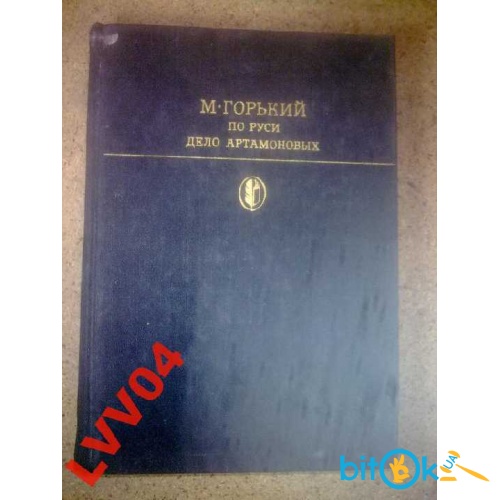 М·ГОРЬКИЙ
ПО РУСИ
ДЕЛО АРТАМОНОВЫХ
LVV04
bitOk.UA